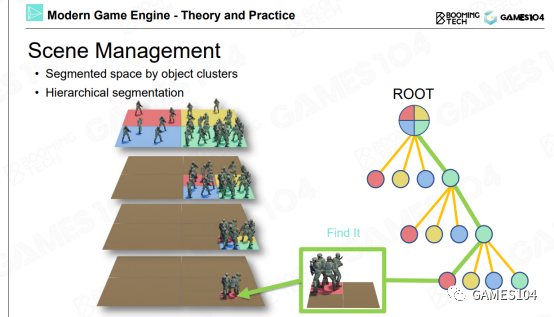 Modern Game Engine - Theory and Practice
BOOMING
TECH
GAMES104
Scene Management
• Segmented space by object clusters
• Hierarchical segmentation
ROOT
Find It
GAMES104